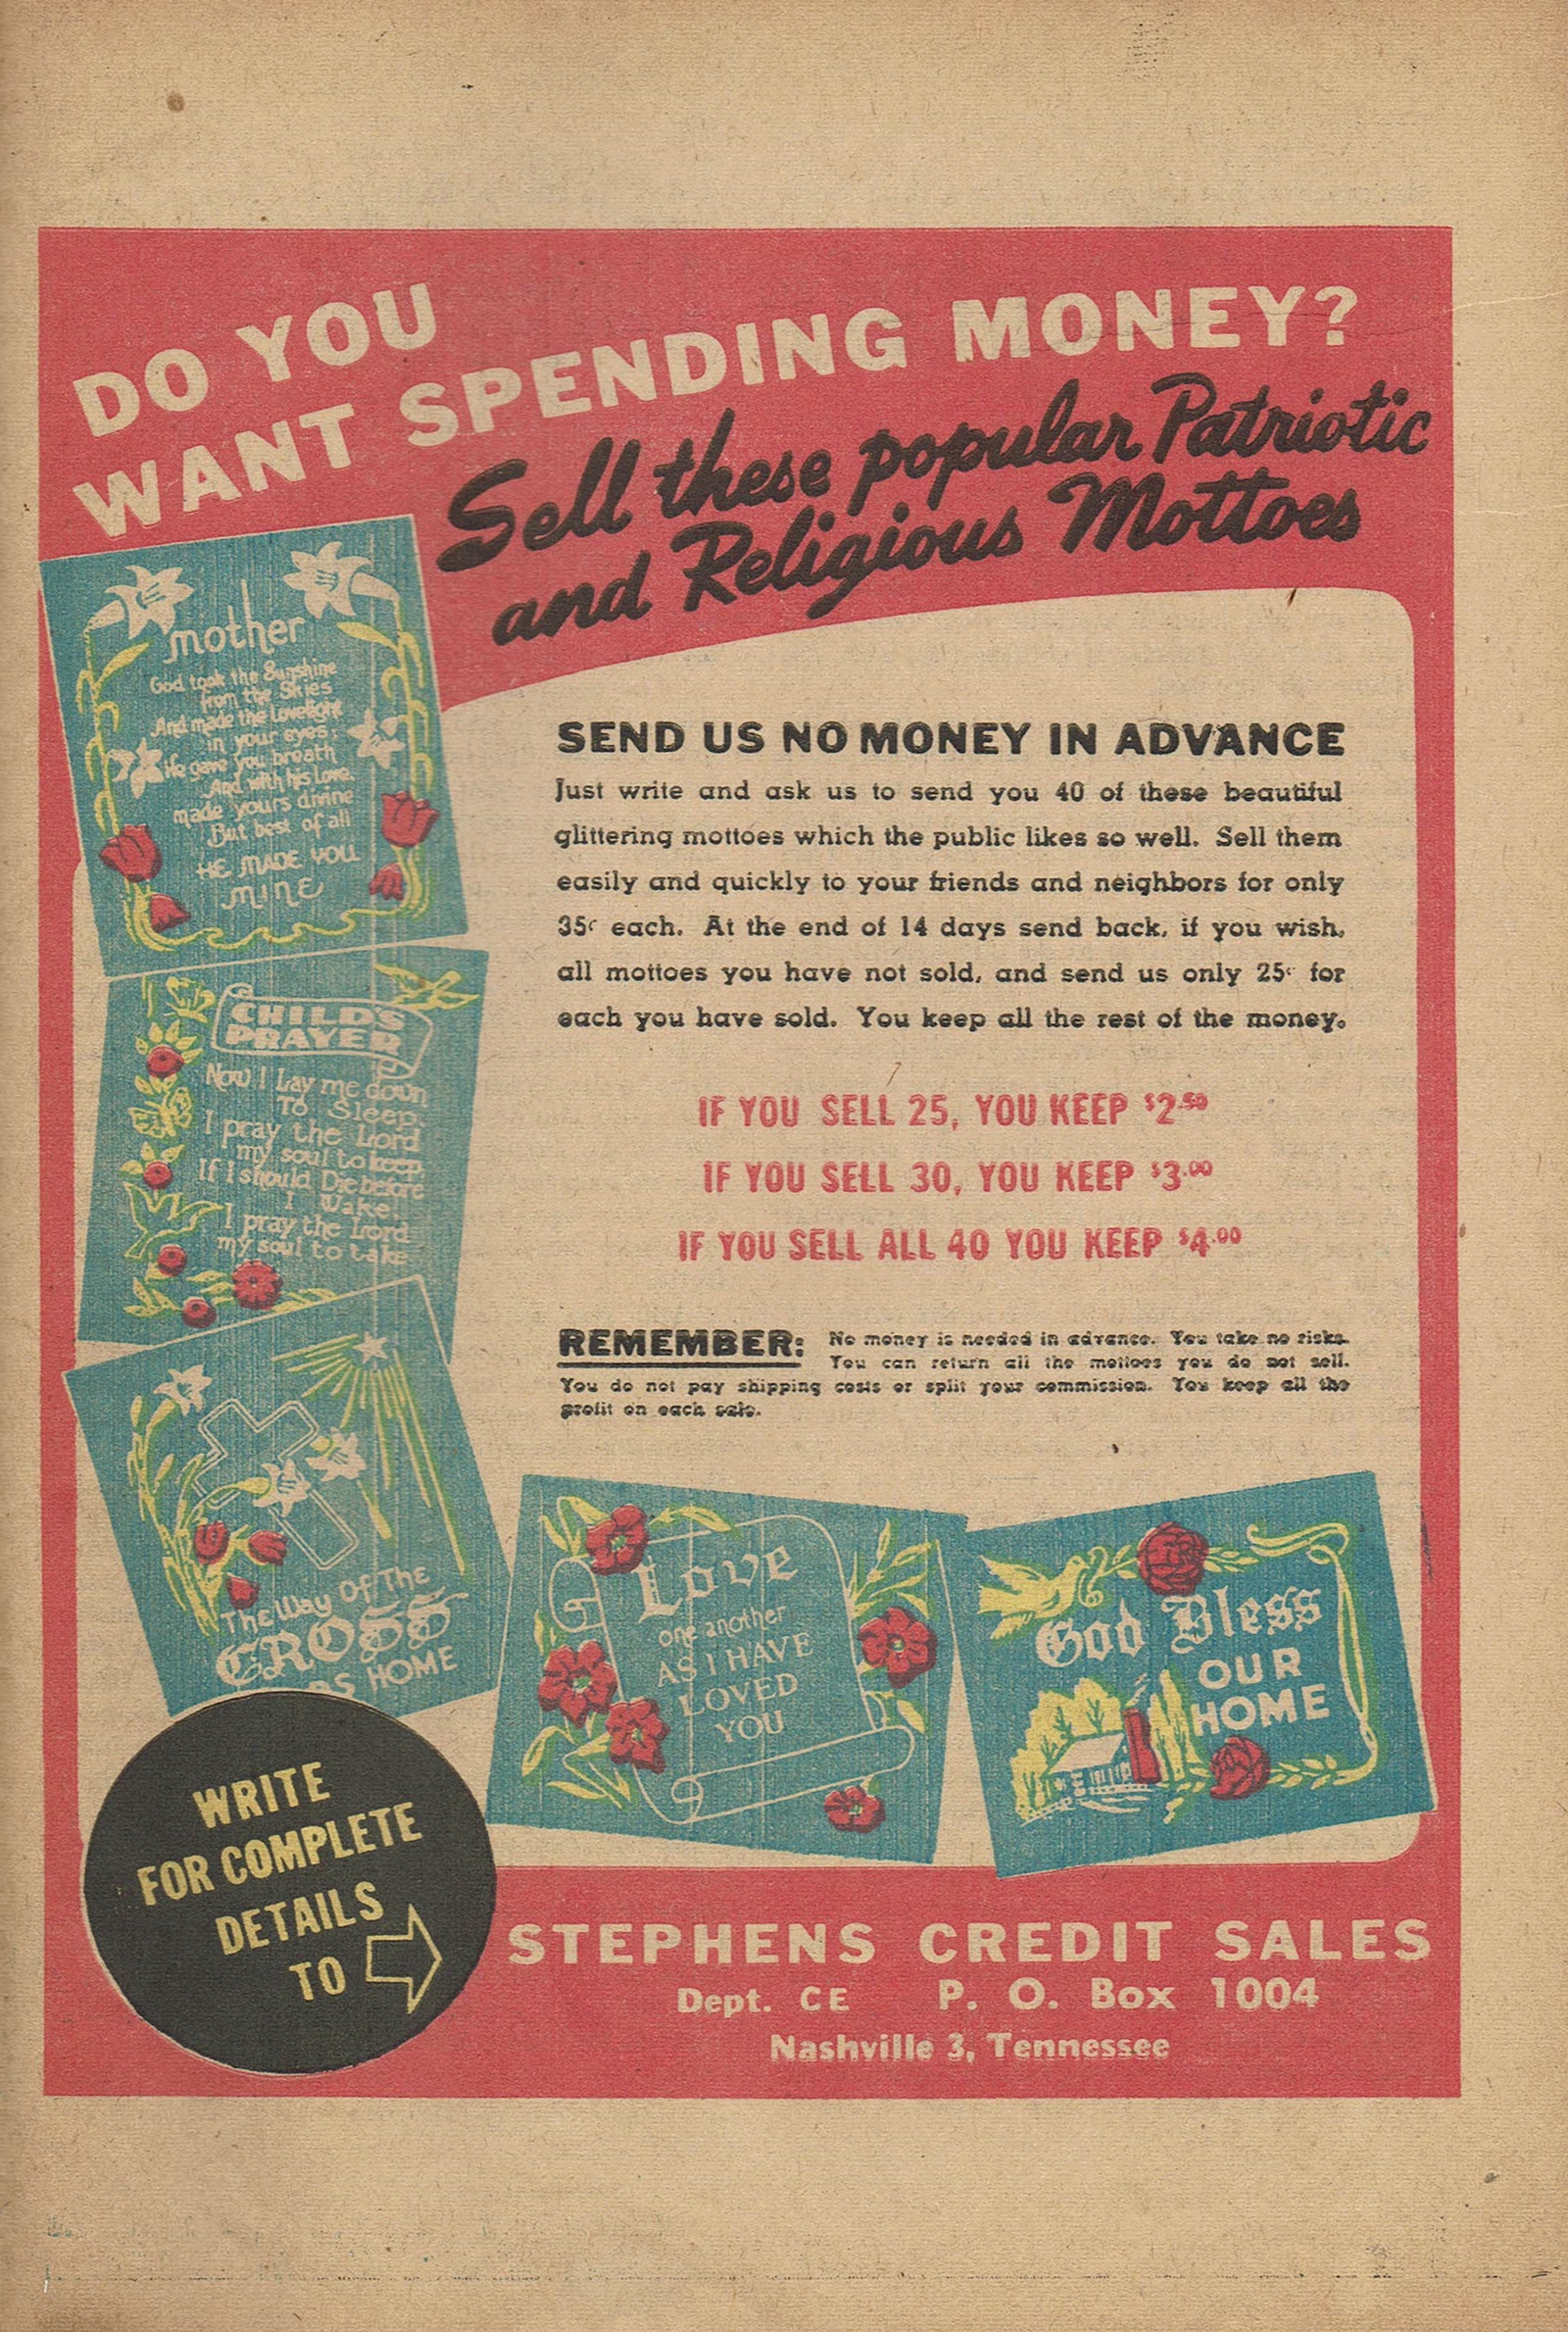 DO YOU
WANT SPENDING MONEY?
Sell these popular Patriotic
and Religious Mottoes
mother
God took the Sunshine
from the Skies
And made the Lovelight
in your eyes;
He gave you breath
And with his Love.
made yours divine
But best of all
HE MADE YOU
MINE
CHILD'S
PRAYER
Now I Lay me down
To Sleep,
I pray the Lord
my soul to keep,
If I should Die before
I Wake,
I pray the Lord
my soul to take
The Way Of The
CROSS
HOME
SEND US NO MONEY IN ADVANCE
Just write and ask us to send you 40 of these beautiful
glittering mottoes which the public likes so well. Sell them
easily and quickly to your friends and neighbors for only
35¢ each. At the end of 14 days send back, if you wish,
all mottoes you have not sold, and send us only 25¢ for
each you have sold. You keep all the rest of the money.
IF YOU SELL 25, YOU KEEP $2.50
IF YOU SELL 30, YOU KEEP $3.00
IF YOU SELL ALL 40 YOU KEEP $4.00
REMEMBER: No money is needed in advance. You take no risks.
You can return all the mottoes you do not sell.
You do not pay shipping costs or split your commission. You keep all the
profit on each sale.
Love
one another
AS I HAVE
LOVED
YOU
God Bless
OUR
HOME
WRITE
FOR COMPLETE
DETAILS
TO
STEPHENS CREDIT SALES
Dept. CE P. O. Box 1004
Nashville 3, Tennessee